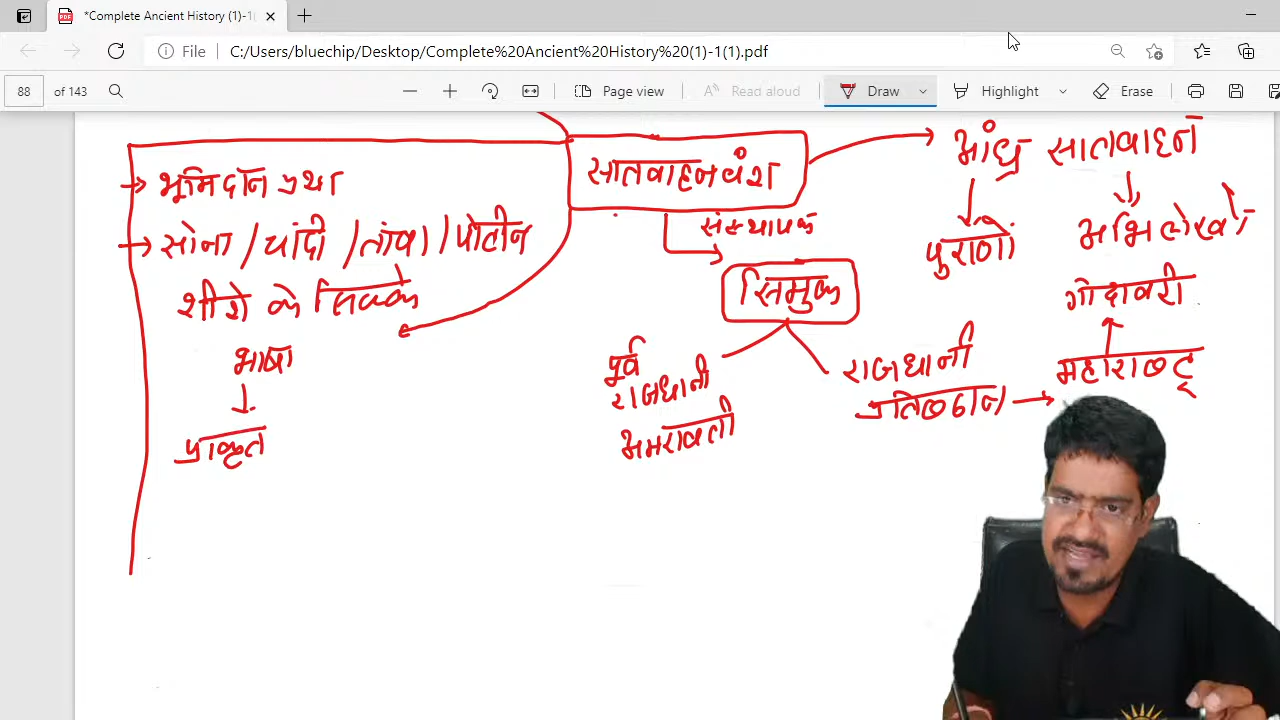 *Complete Ancient History (1)-1(
File
C:/Users/bluechip/Desktop/Complete%20Ancient%20History%20(1)-1(1).pdf
88 of 143
Page view
Read aloud
Draw
Highlight
Erase
सातवाहन वंश
आंध्र सातवाहन
पुराणों
अभिलेखों
भूमिदान प्रथा
सोना / चांदी / तांबा / पोटीन
शीशे के सिक्के
भाषा
प्राकृत
संस्थापक
सिमुक
पूर्व
राजधानी
अमरावती
राजधानी
प्रतिष्ठान
गोदावरी
महाराष्ट्र